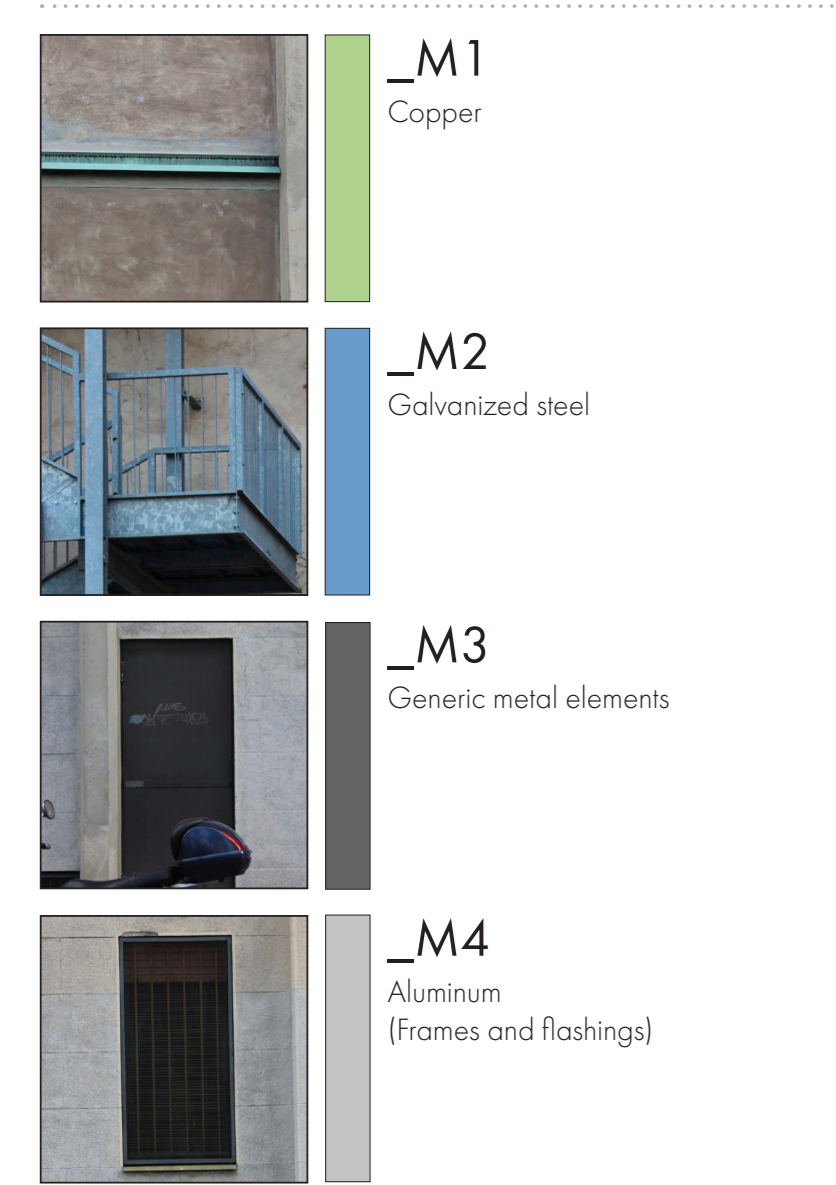 _M1
Copper
_M2
Galvanized steel
_M3
Generic metal elements
_M4
Aluminum
(Frames and flashings)